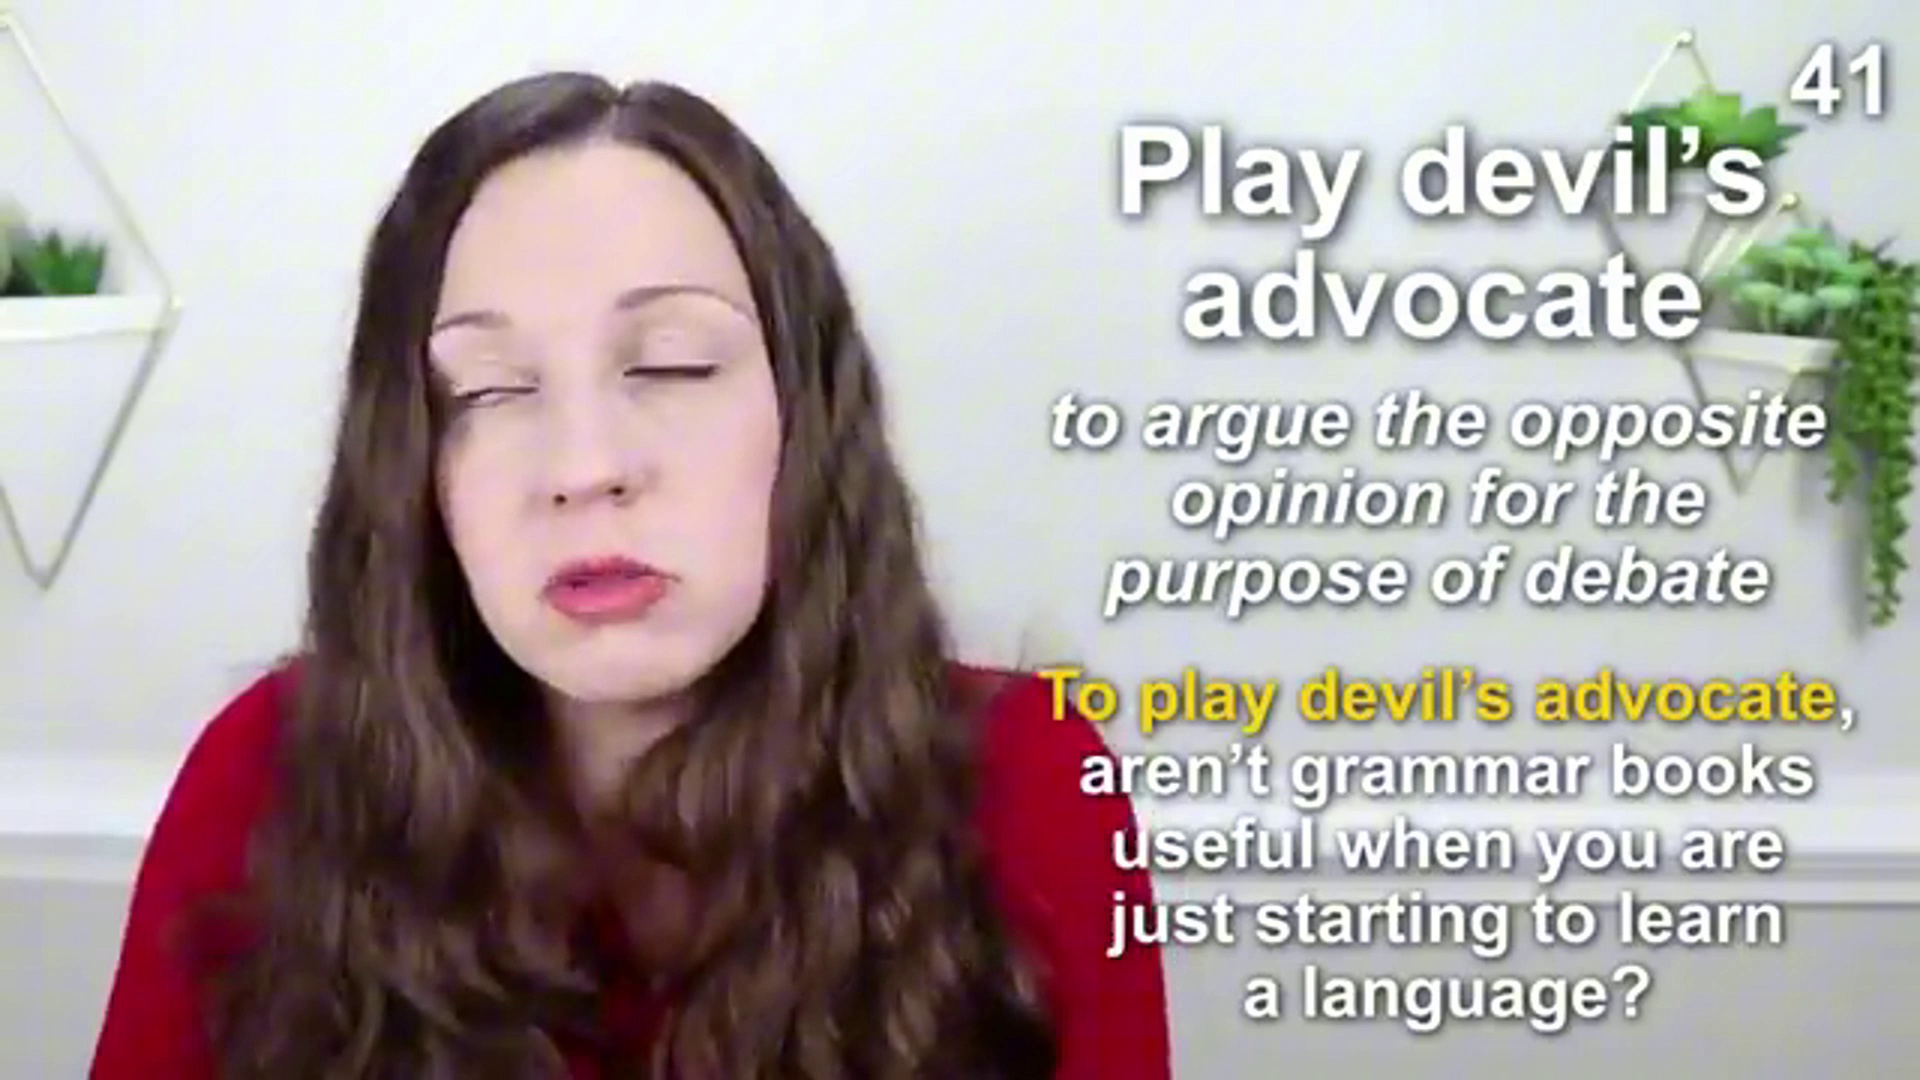 41
Play devil's
advocate
to argue the opposite
opinion for the
purpose of debate
To play devil's advocate,
aren't grammar books
useful when you are
just starting to learn
a language?